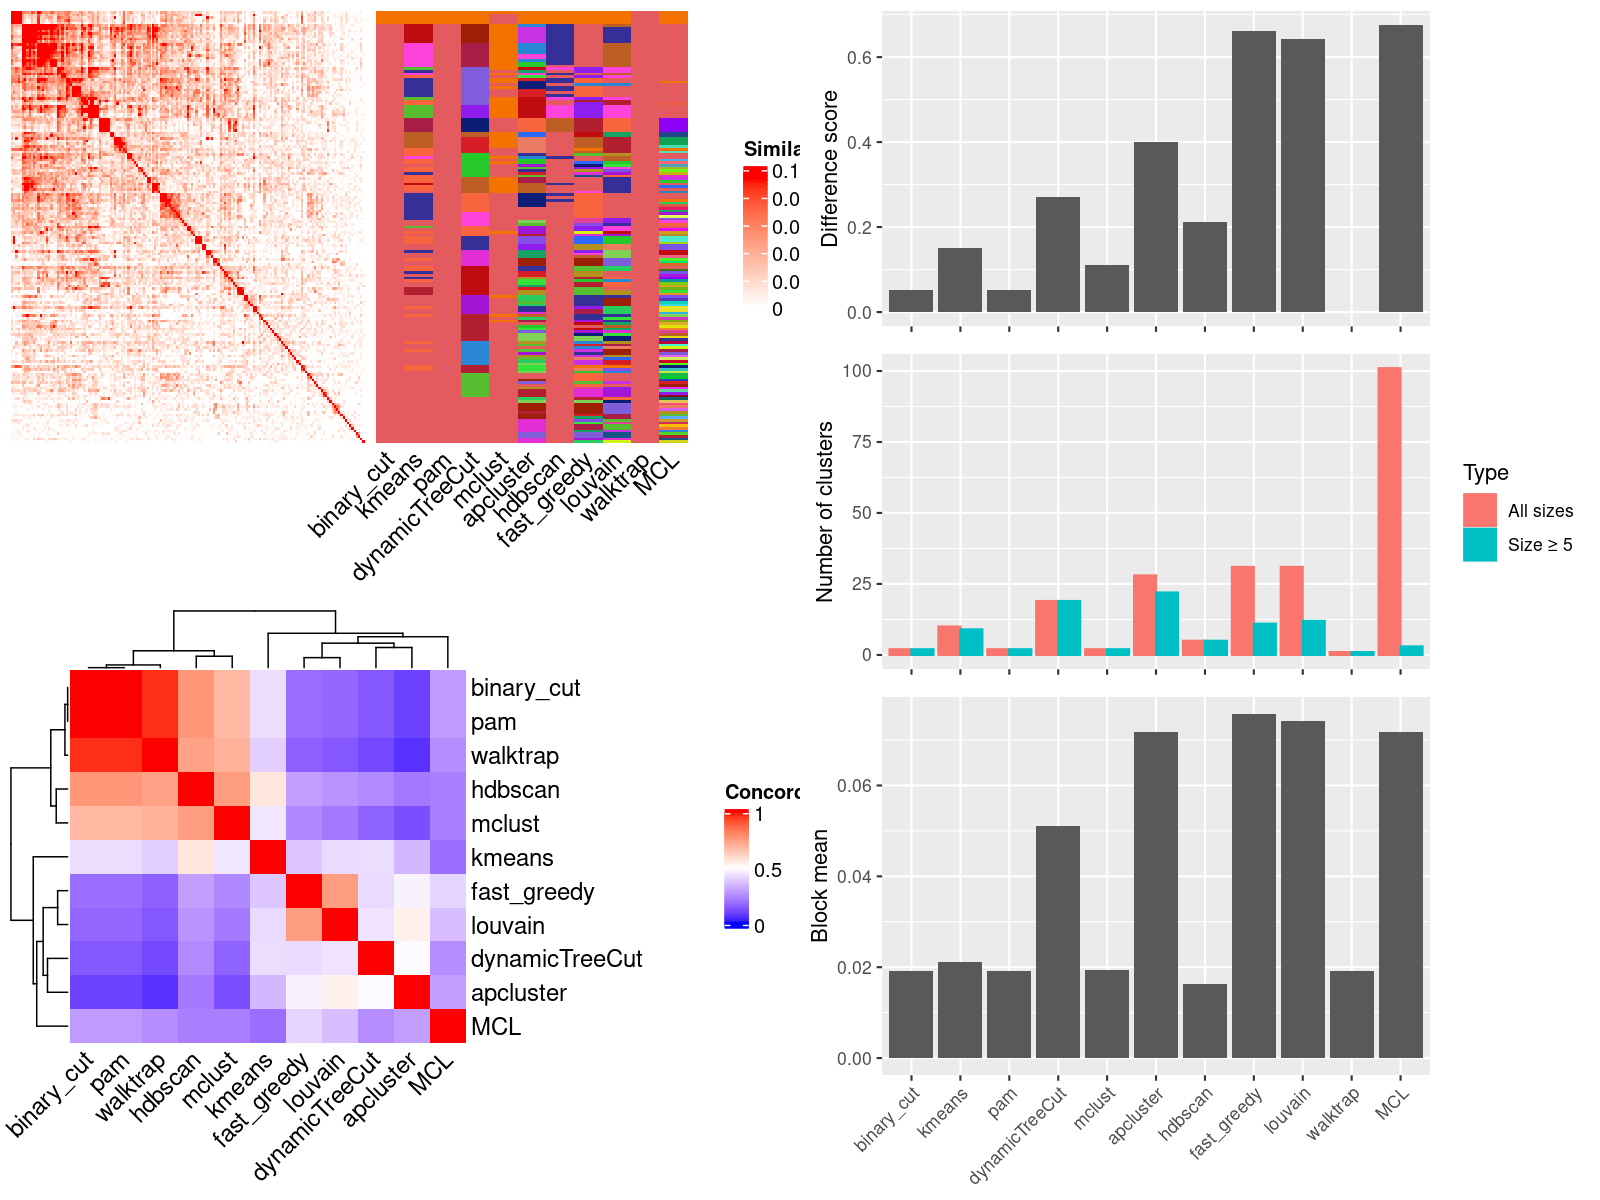 Simila
0.1
0.0
0.0
0.0
0.0
0
binary_cut
kmeans
pam
dynamicTreeCut
mclust
apcluster
hdbscan
fast_greedy
louvain
walktrap
MCL
binary_cut
pam
walktrap
hdbscan
mclust
kmeans
fast_greedy
louvain
dynamicTreeCut
apcluster
MCL
binary_cut
pam
walktrap
hdbscan
mclust
kmeans
fast_greedy
louvain
dynamicTreeCut
apcluster
MCL
Concord
1
0.5
0
Difference score
0.6
0.4
0.2
0.0
Number of clusters
100
75
50
25
0
Type
All sizes
Size ≥ 5
Block mean
0.06
0.04
0.02
0.00
binary_cut
kmeans
pam
dynamicTreeCut
mclust
apcluster
hdbscan
fast_greedy
louvain
walktrap
MCL